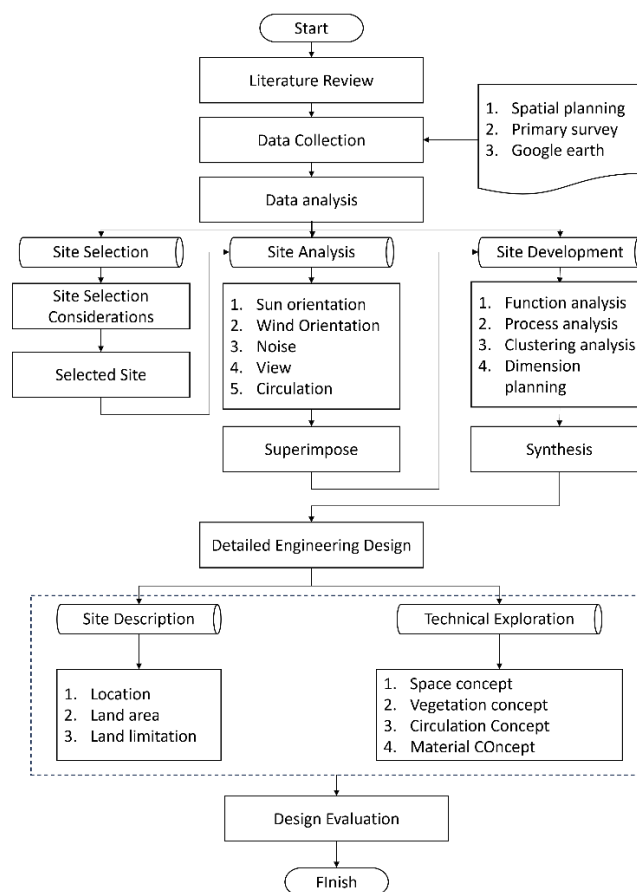 Start
Literature Review
Data Collection
1. Spatial planning
2. Primary survey
3. Google earth
Data analysis
Site Selection
Site Analysis
Site Development
Site Selection
Considerations
Selected Site
1. Sun orientation
2. Wind Orientation
3. Noise
4. View
5. Circulation
Superimpose
1. Function analysis
2. Process analysis
3. Clustering analysis
4. Dimension
planning
Synthesis
Detailed Engineering Design
Site Description
1. Location
2. Land area
3. Land limitation
Technical Exploration
1. Space concept
2. Vegetation concept
3. Circulation Concept
4. Material COncept
Design Evaluation
FInish